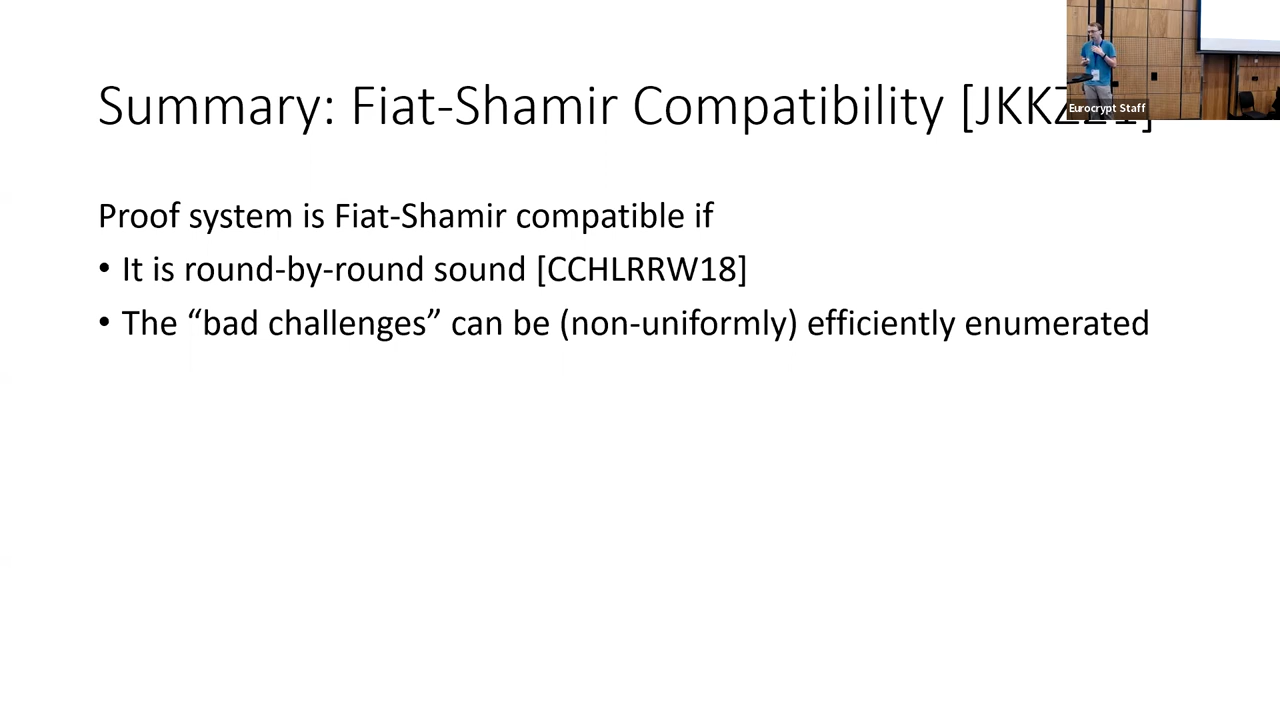 Summary: Fiat-Shamir Compatibility [JKKZ21]
Eurocrypt Staff
Proof system is Fiat-Shamir compatible if
• It is round-by-round sound [CCHLRRW18]
• The “bad challenges” can be (non-uniformly) efficiently enumerated